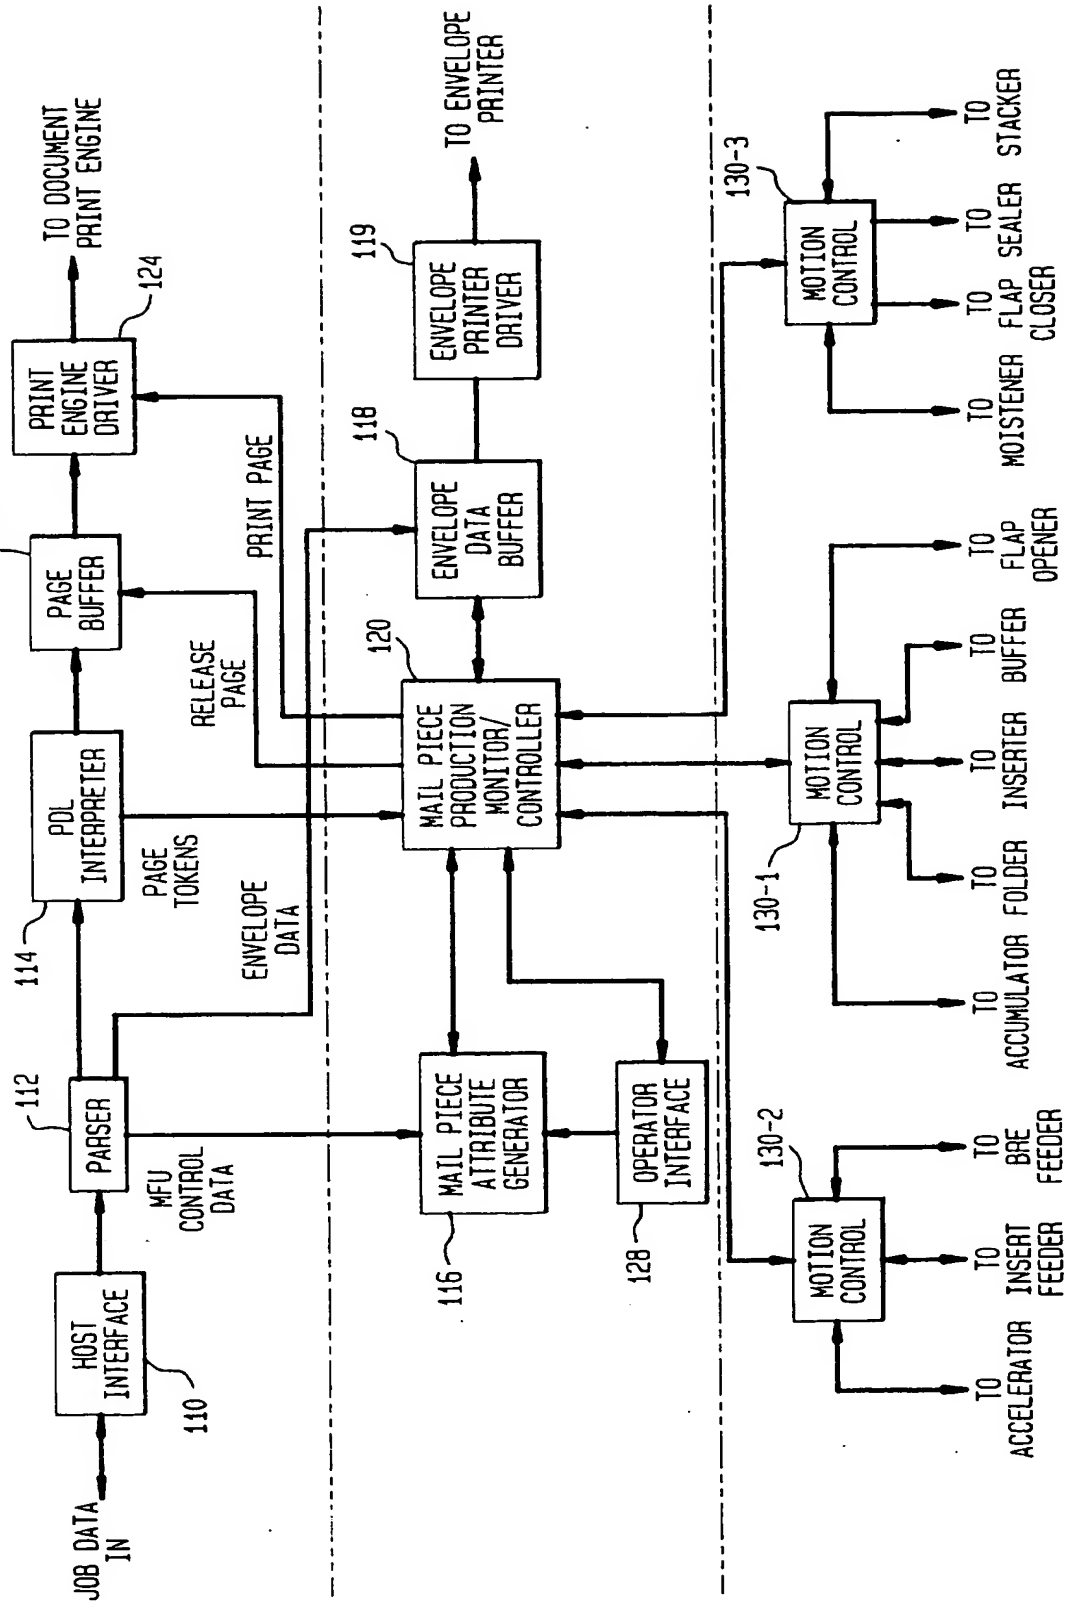 JOB DATA
IN
HOST
INTERFACE
110
PARSER
112
MFU
CONTROL
DATA
PDL
INTERPRETER
114
PAGE
TOKENS
ENVELOPE
DATA
PAGE
BUFFER
RELEASE
PAGE
PRINT
ENGINE
DRIVER
124
PRINT PAGE
TO DOCUMENT
PRINT ENGINE
MAIL PIECE
ATTRIBUTE
GENERATOR
116
OPERATOR
INTERFACE
128
MAIL PIECE
PRODUCTION
MONITOR/
CONTROLLER
120
ENVELOPE
DATA
BUFFER
118
ENVELOPE
PRINTER
DRIVER
119
TO ENVELOPE
PRINTER
MOTION
CONTROL
130-2
TO
ACCELERATOR
TO
INSERT
FEEDER
TO
BRE
FEEDER
MOTION
CONTROL
130-1
TO
ACCUMULATOR
TO
FOLDER
TO
INSERTER
TO
BUFFER
TO
FLAP
OPENER
MOTION
CONTROL
130-3
TO
MOISTENER
TO
FLAP
CLOSER
TO
SEALER
TO
STACKER